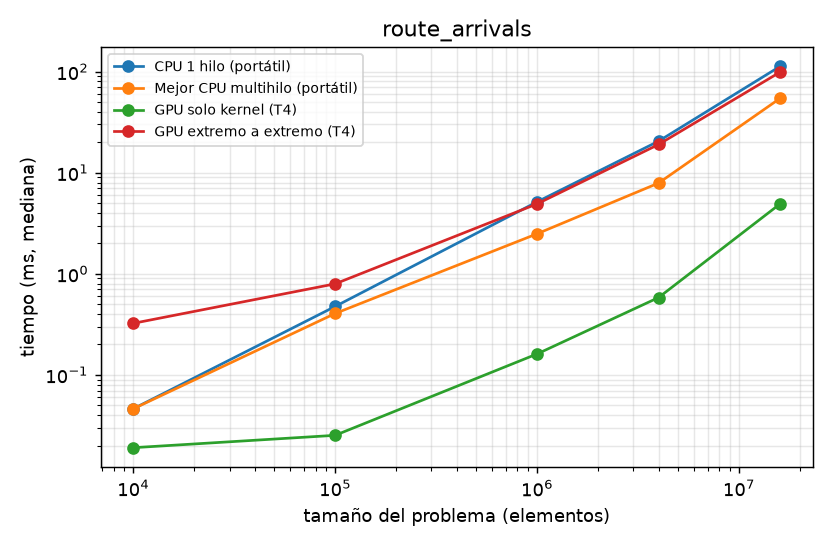 route_arrivals
CPU 1 hilo (portátil)
Mejor CPU multihilo (portátil)
GPU solo kernel (T4)
GPU extremo a extremo (T4)
tiempo (ms, mediana)
10²
10¹
10⁰
10⁻¹
10⁴ 10⁵ 10⁶ 10⁷
tamaño del problema (elementos)